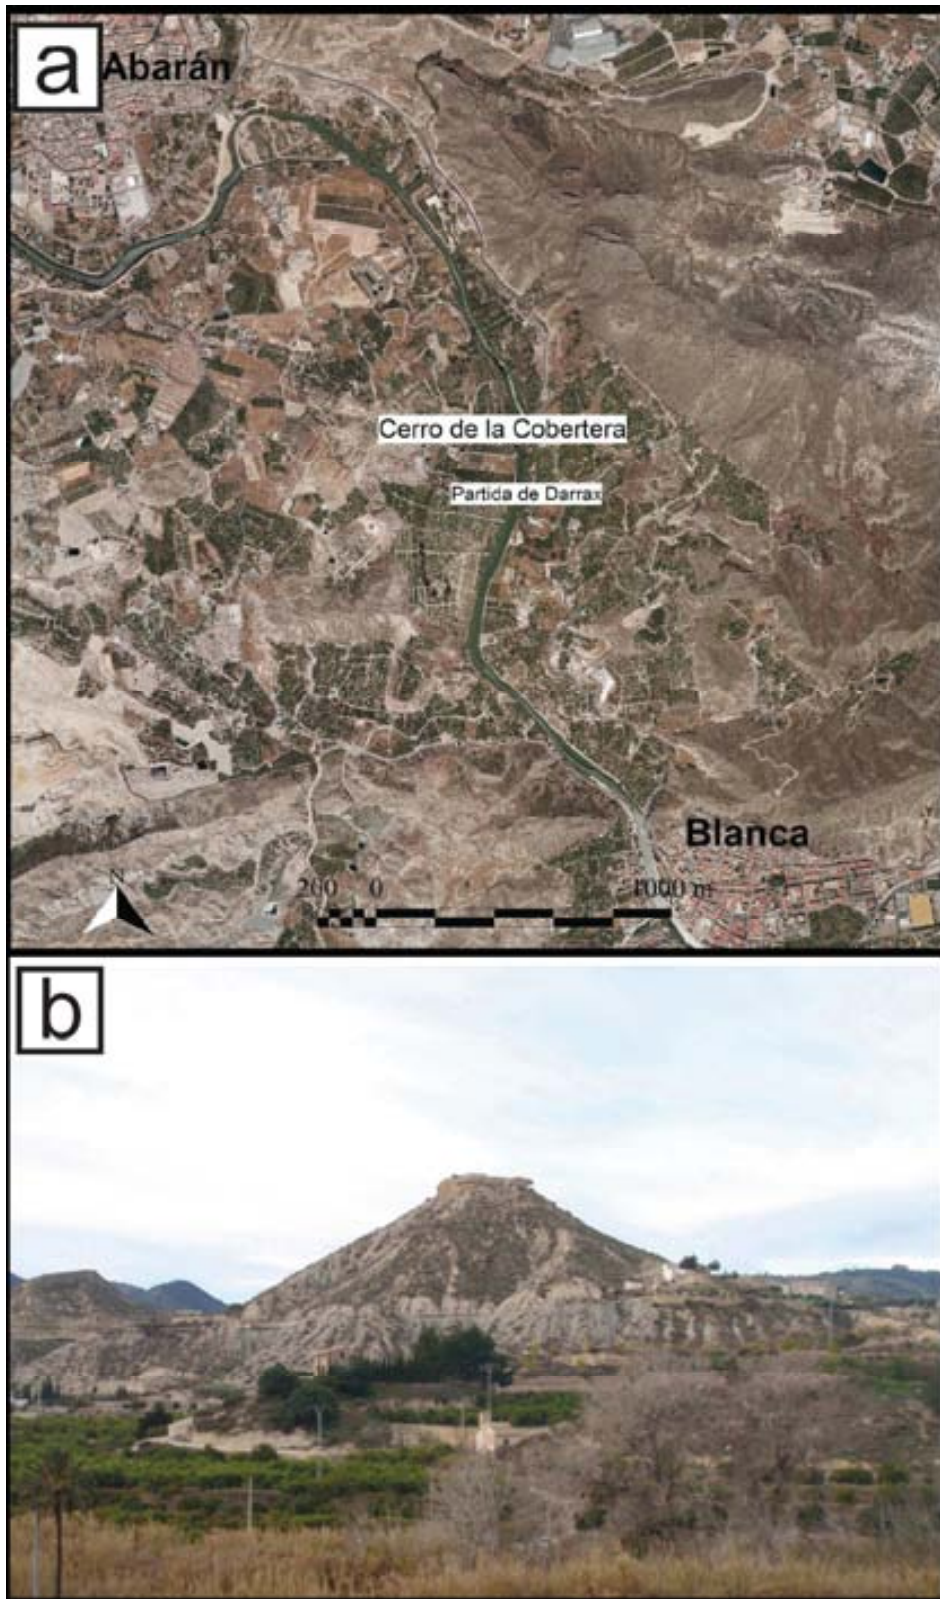 a
Abarán
Cerro de la Cobertera
Partida de Darrax
Blanca
N
200 0 1000 m
b